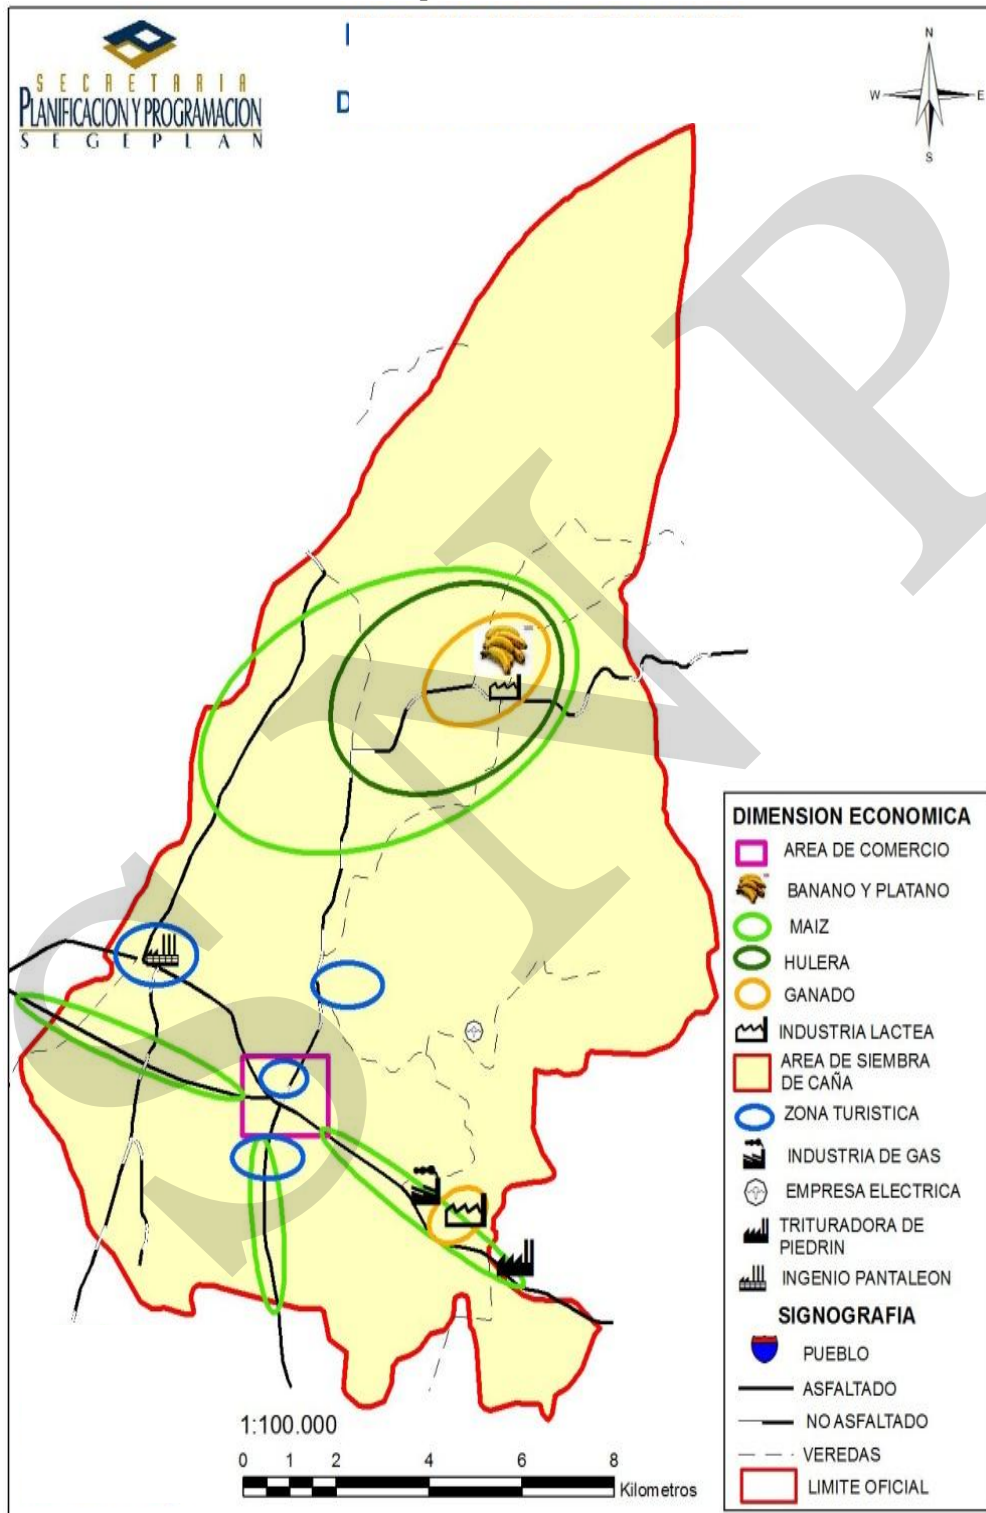 SECRETARIA
PLANIFICACION Y PROGRAMACION
SEGEPLAN
D
N
W
E
S
DIMENSION ECONOMICA
AREA DE COMERCIO
BANANO Y PLATANO
MAIZ
HULERA
GANADO
INDUSTRIA LACTEA
AREA DE SIEMBRA
DE CAÑA
ZONA TURISTICA
INDUSTRIA DE GAS
EMPRESA ELECTRICA
TRITURADORA DE
PIEDRIN
INGENIO PANTALEON
SIGNOGRAFIA
PUEBLO
ASFALTADO
NO ASFALTADO
VEREDAS
LIMITE OFICIAL
1:100.000
0 1 2 4 6 8
Kilometros